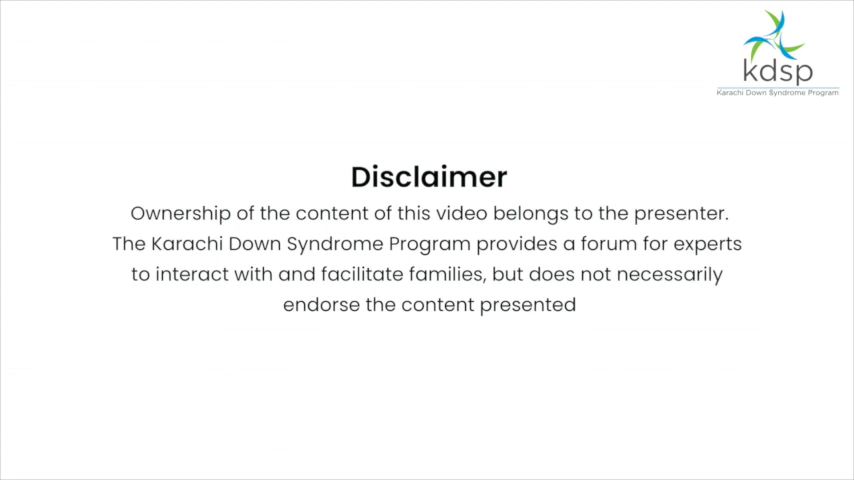 kdsp
Karachi Down Syndrome Program
Disclaimer
Ownership of the content of this video belongs to the presenter.
The Karachi Down Syndrome Program provides a forum for experts
to interact with and facilitate families, but does not necessarily
endorse the content presented